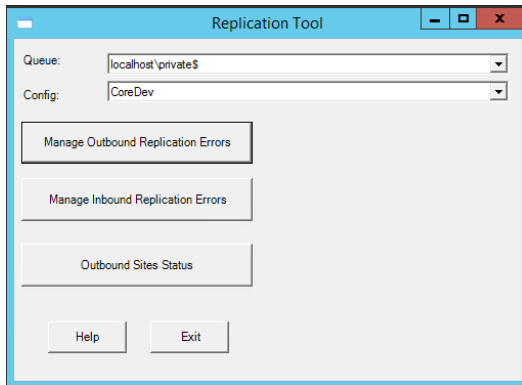 Replication Tool
Queue:
localhost\private$
Config:
CoreDev
Manage Outbound Replication Errors
Manage Inbound Replication Errors
Outbound Sites Status
Help
Exit